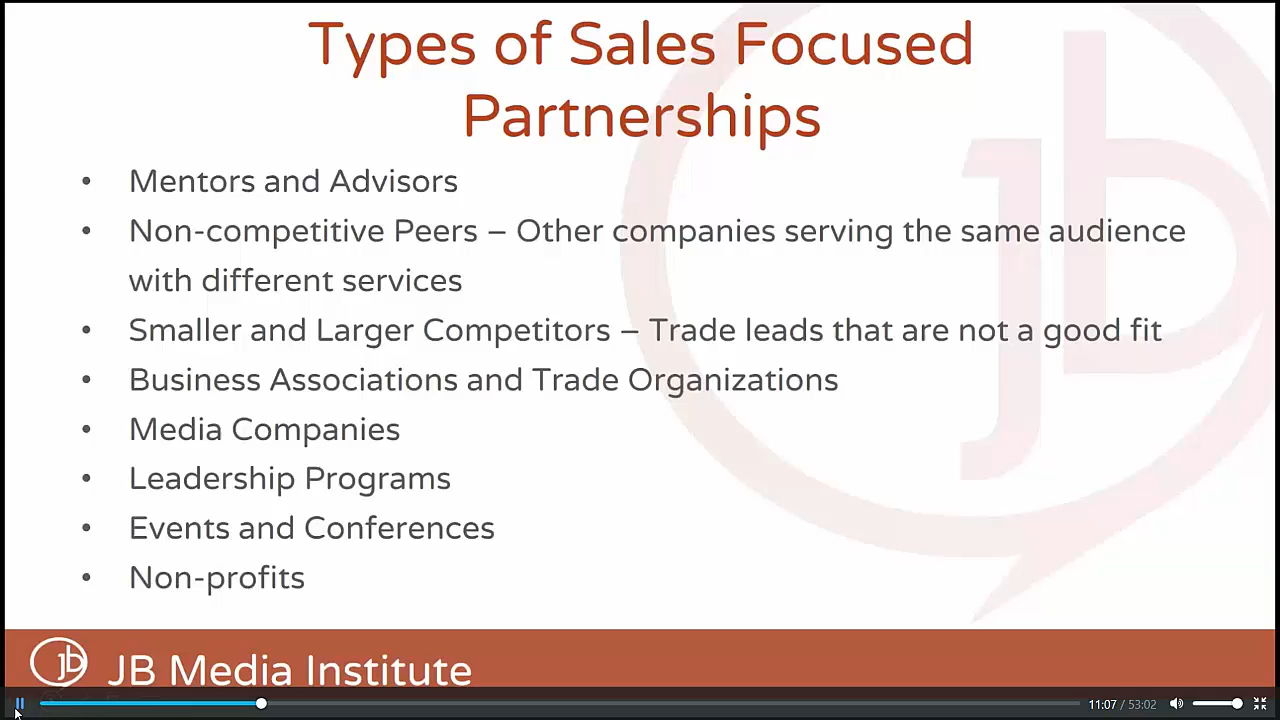 Types of Sales Focused
Partnerships
• Mentors and Advisors
• Non-competitive Peers – Other companies serving the same audience
with different services
• Smaller and Larger Competitors – Trade leads that are not a good fit
• Business Associations and Trade Organizations
• Media Companies
• Leadership Programs
• Events and Conferences
• Non-profits
jb
jb JB Media Institute
11:07 / 53:02